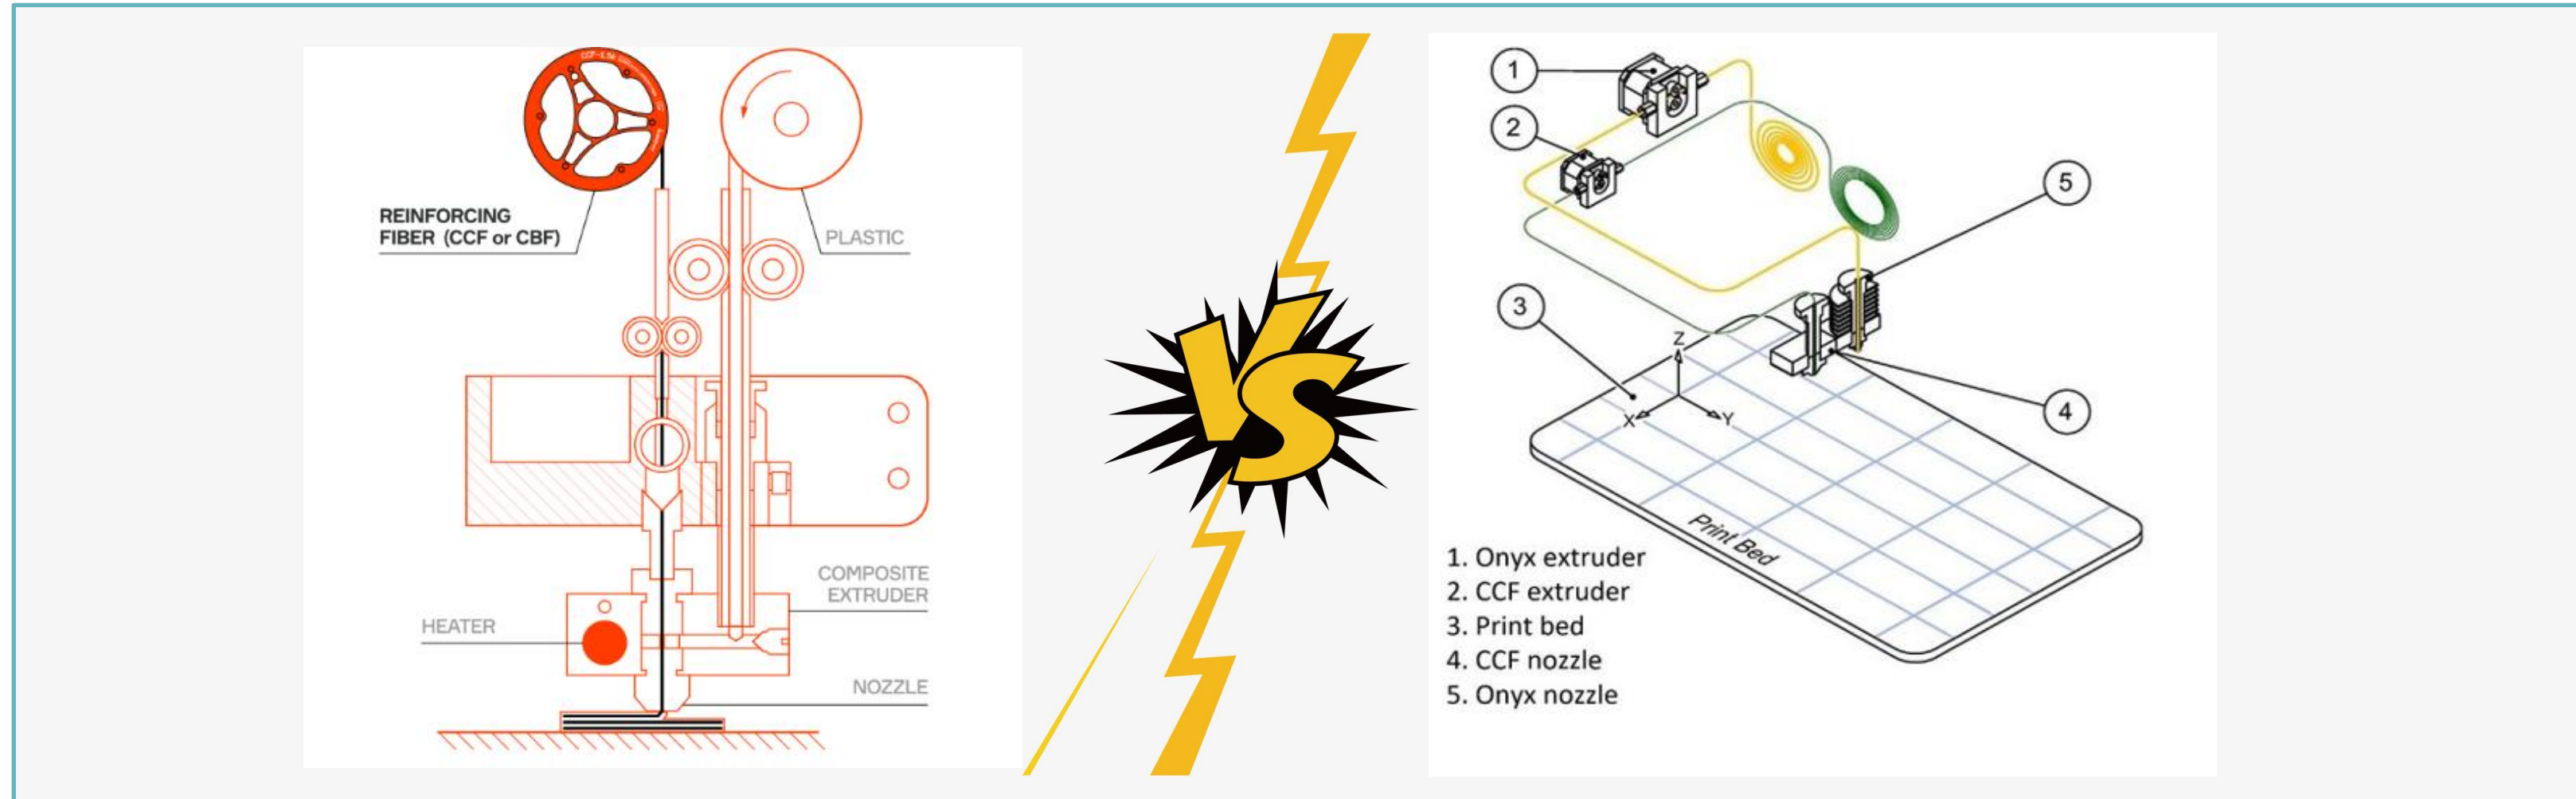 REINFORCING
FIBER (CCF or CBF)
PLASTIC
COMPOSITE
EXTRUDER
HEATER
NOZZLE
VS
1
2
3
5
4
Z
X
Y
Print Bed
1. Onyx extruder
2. CCF extruder
3. Print bed
4. CCF nozzle
5. Onyx nozzle